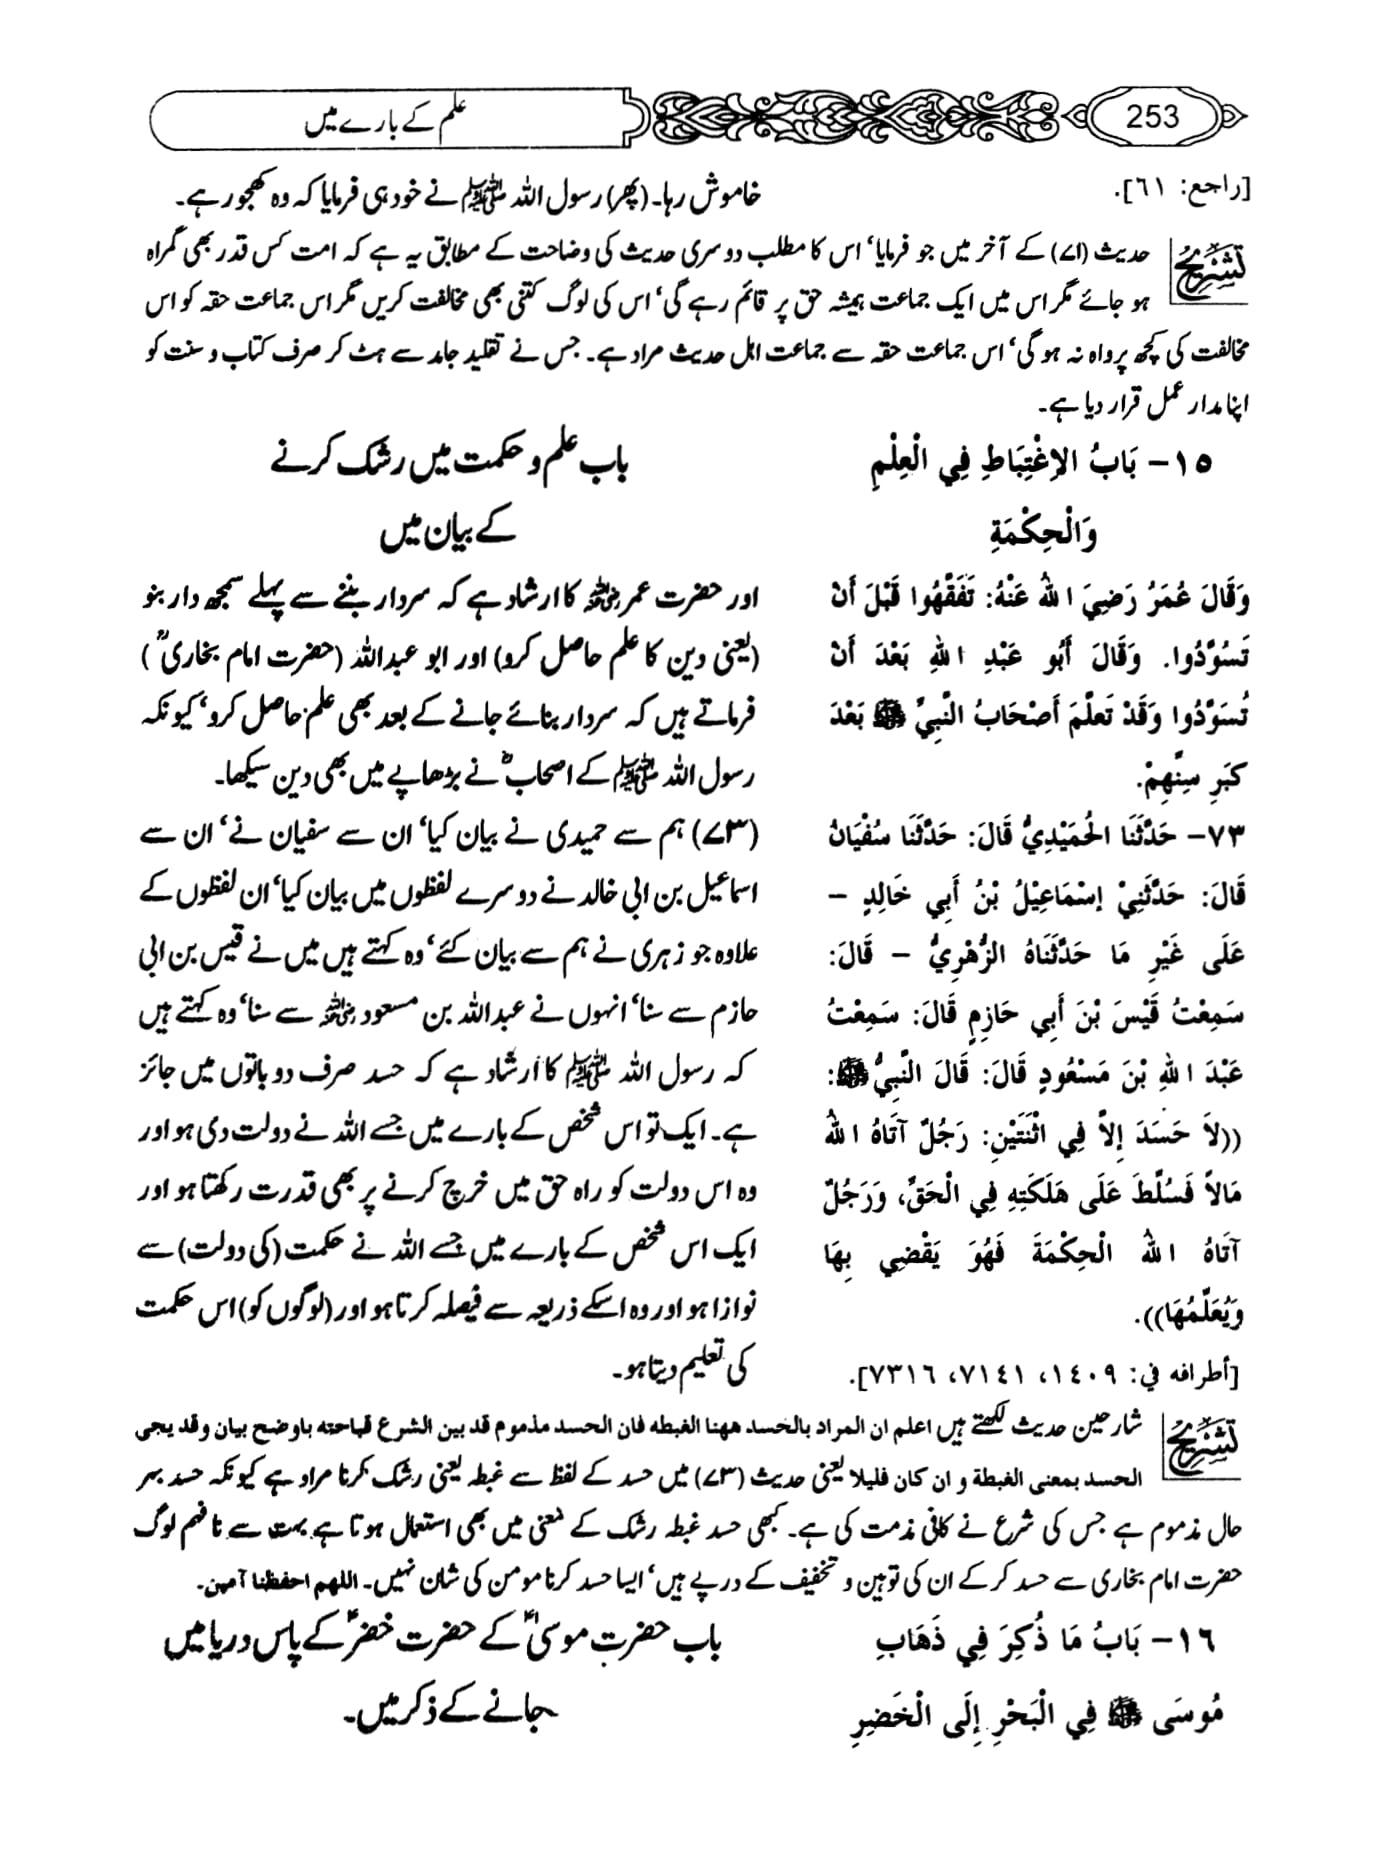 253
علم کے بارے میں
[راجع: ٦١].
خاموش رہا۔ (پھر) رسول اللہ ﷺ نے خود ہی فرمایا کہ وہ کھجور ہے۔
تشریح
حدیث (۷۱) کے آخر میں جو فرمایا‘ اس کا مطلب دوسری حدیث کی وضاحت کے مطابق یہ ہے کہ امت کس قدر بھی گمراہ
ہو جائے مگر اس میں ایک جماعت ہمیشہ حق پر قائم رہے گی‘ اس کی لوگ کتنی بھی مخالفت کریں مگر اس جماعت حقہ کو اس
مخالفت کی کچھ پرواہ نہ ہو گی‘ اس جماعت حقہ سے جماعت اہل حدیث مراد ہے۔ جس نے تقلید جامد سے ہٹ کر صرف کتاب و سنت کو
اپنا مدار عمل قرار دیا ہے۔
١٥- بَابُ الإِغْتِبَاطِ فِي الْعِلْمِ
وَالْحِكْمَةِ
وَقَالَ عُمَرُ رَضِيَ اللهُ عَنْهُ: تَفَقَّهُوا قَبْلَ أَنْ
تَسُوَّدُوا. وَقَالَ أَبُو عَبْدِ اللهِ بَعْدَ أَنْ
تُسَوَّدُوا وَقَدْ تَعَلَّمَ أَصْحَابُ النَّبِيِّ ﷺ بَعْدَ
كَبَرِ سِنِّهِمْ.
٧٣- حَدَّثَنَا الْحُمَيْدِيُّ قَالَ: حَدَّثَنَا سُفْيَانُ
قَالَ: حَدَّثَنِيْ إِسْمَاعِيْلُ بْنُ أَبِي خَالِدٍ –
عَلَى غَيْرِ مَا حَدَّثَنَاهُ الزُّهْرِيُّ – قَالَ:
سَمِعْتُ قَيْسَ بْنَ أَبِي حَازِمٍ قَالَ: سَمِعْتُ
عَبْدَ اللهِ بْنَ مَسْعُودٍ قَالَ: قَالَ النَّبِيُّ ﷺ:
((لاَ حَسَدَ إِلاَّ فِي اثْنَتَيْنِ: رَجُلٌ آتَاهُ اللهُ
مَالاً فَسُلِّطَ عَلَى هَلَكَتِهِ فِي الْحَقِّ، وَرَجُلٌ
آتَاهُ اللهُ الْحِكْمَةَ فَهُوَ يَقْضِي بِهَا
وَيُعَلِّمُهَا)).
[أطرافه في: ١٤٠٩، ٧١٤١، ٧٣١٦].
باب علم و حکمت میں رشک کرنے
کے بیان میں
اور حضرت عمر رضی اللہ عنہ کا ارشاد ہے کہ سردار بننے سے پہلے سمجھ دار بنو
(یعنی دین کا علم حاصل کرو) اور ابو عبداللہ (حضرت امام بخاریؒ)
فرماتے ہیں کہ سردار بنائے جانے کے بعد بھی علم حاصل کرو‘ کیونکہ
رسول اللہ ﷺ کے اصحابؓ نے بڑھاپے میں بھی دین سیکھا۔
(۷۳) ہم سے حمیدی نے بیان کیا‘ ان سے سفیان نے‘ ان سے
اسماعیل بن ابی خالد نے دوسرے لفظوں میں بیان کیا‘ ان لفظوں کے
علاوہ جو زہری نے ہم سے بیان کئے‘ وہ کہتے ہیں میں نے قیس بن ابی
حازم سے سنا‘ انہوں نے عبداللہ بن مسعود رضی اللہ عنہ سے سنا‘ وہ کہتے ہیں
کہ رسول اللہ ﷺ کا ارشاد ہے کہ حسد صرف دو باتوں میں جائز
ہے۔ ایک تو اس شخص کے بارے میں جسے اللہ نے دولت دی ہو اور
وہ اس دولت کو راہ حق میں خرچ کرنے پر بھی قدرت رکھتا ہو اور
ایک اس شخص کے بارے میں جسے اللہ نے حکمت (کی دولت) سے
نوازا ہو اور وہ اسکے ذریعہ سے فیصلہ کرتا ہو اور (لوگوں کو) اس حکمت
کی تعلیم دیتا ہو۔
تشریح
شارحین حدیث لکھتے ہیں اعلم ان المراد بالحسد ههنا الغبطه فان الحسد مذموم قد بين الشرع قباحته باوضح بيان وقد يجى
الحسد بمعنى الغبطة و ان كان قليلا یعنی حدیث (۷۳) میں حسد کے لفظ سے غبطہ یعنی رشک کرنا مراد ہے کیونکہ حسد بہر
حال مذموم ہے جس کی شرع نے کافی مذمت کی ہے۔ کبھی حسد غبطہ رشک کے معنی میں بھی استعمال ہوتا ہے بہت سے نافہم لوگ
حضرت امام بخاری سے حسد کرکے ان کی توہین و تخفیف کے درپے ہیں‘ ایسا حسد کرنا مومن کی شان نہیں۔ اللهم احفظنا آمين۔
١٦- بَابُ مَا ذُكِرَ فِي ذَهَابِ
مُوسَى ﷺ فِي الْبَحْرِ إِلَى الْخَضِرِ
باب حضرت موسیٰؑ کے حضرت خضرؑ کے پاس دریا میں
جانے کے ذکر میں۔